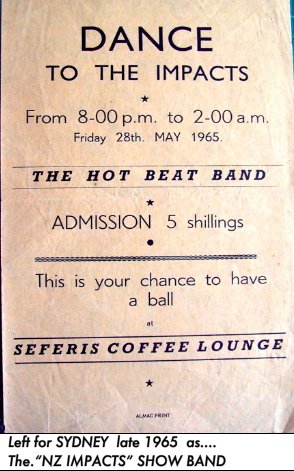 DANCE
TO THE IMPACTS
From 8-00 p.m. to 2-00 a.m.
Friday 28th. MAY 1965.
THE HOT BEAT BAND
ADMISSION 5 shillings
This is your chance to have
a ball
at
SEFERIS COFFEE LOUNGE
ALMAC PRINT
Left for SYDNEY late 1965 as....
The."NZ IMPACTS" SHOW BAND